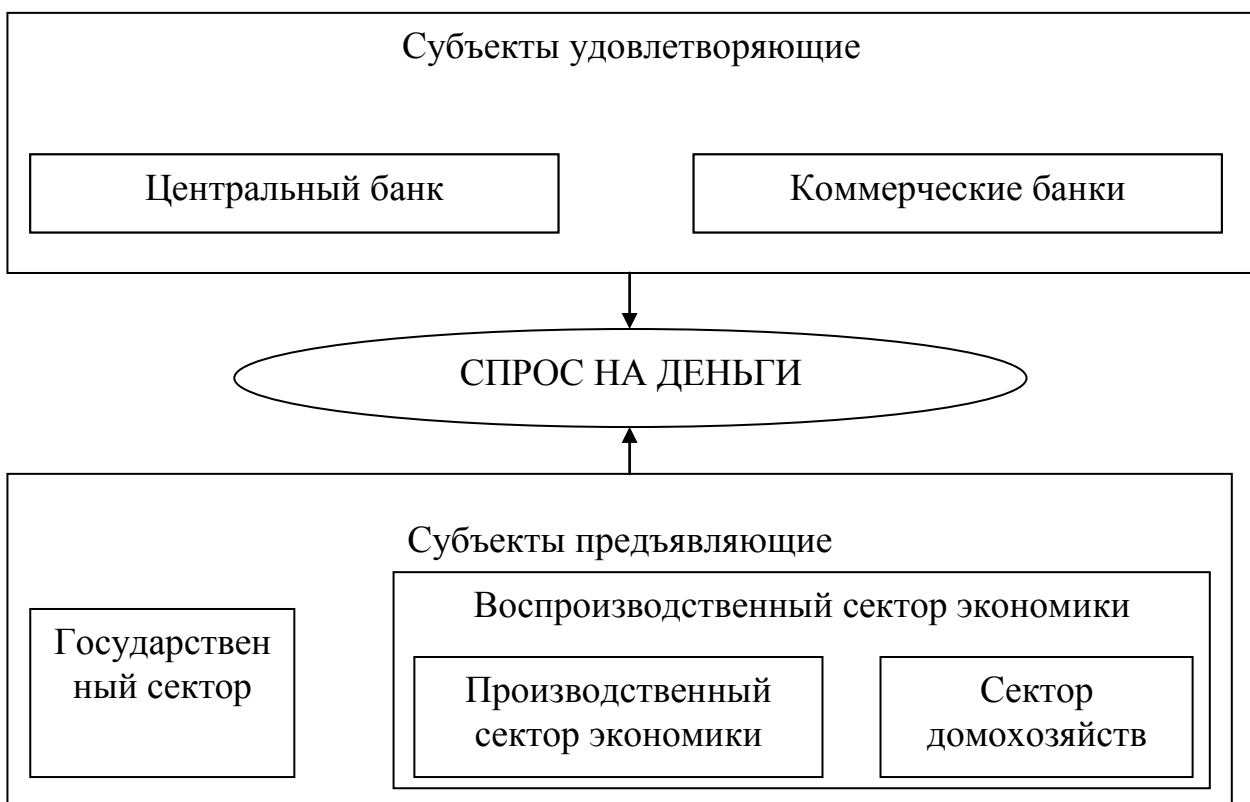 Субъекты удовлетворяющие
Центральный банк
Коммерческие банки
СПРОС НА ДЕНЬГИ
Субъекты предъявляющие
Воспроизводственный сектор экономики
Государствен
ный сектор
Производственный
сектор экономики
Сектор
домохозяйств